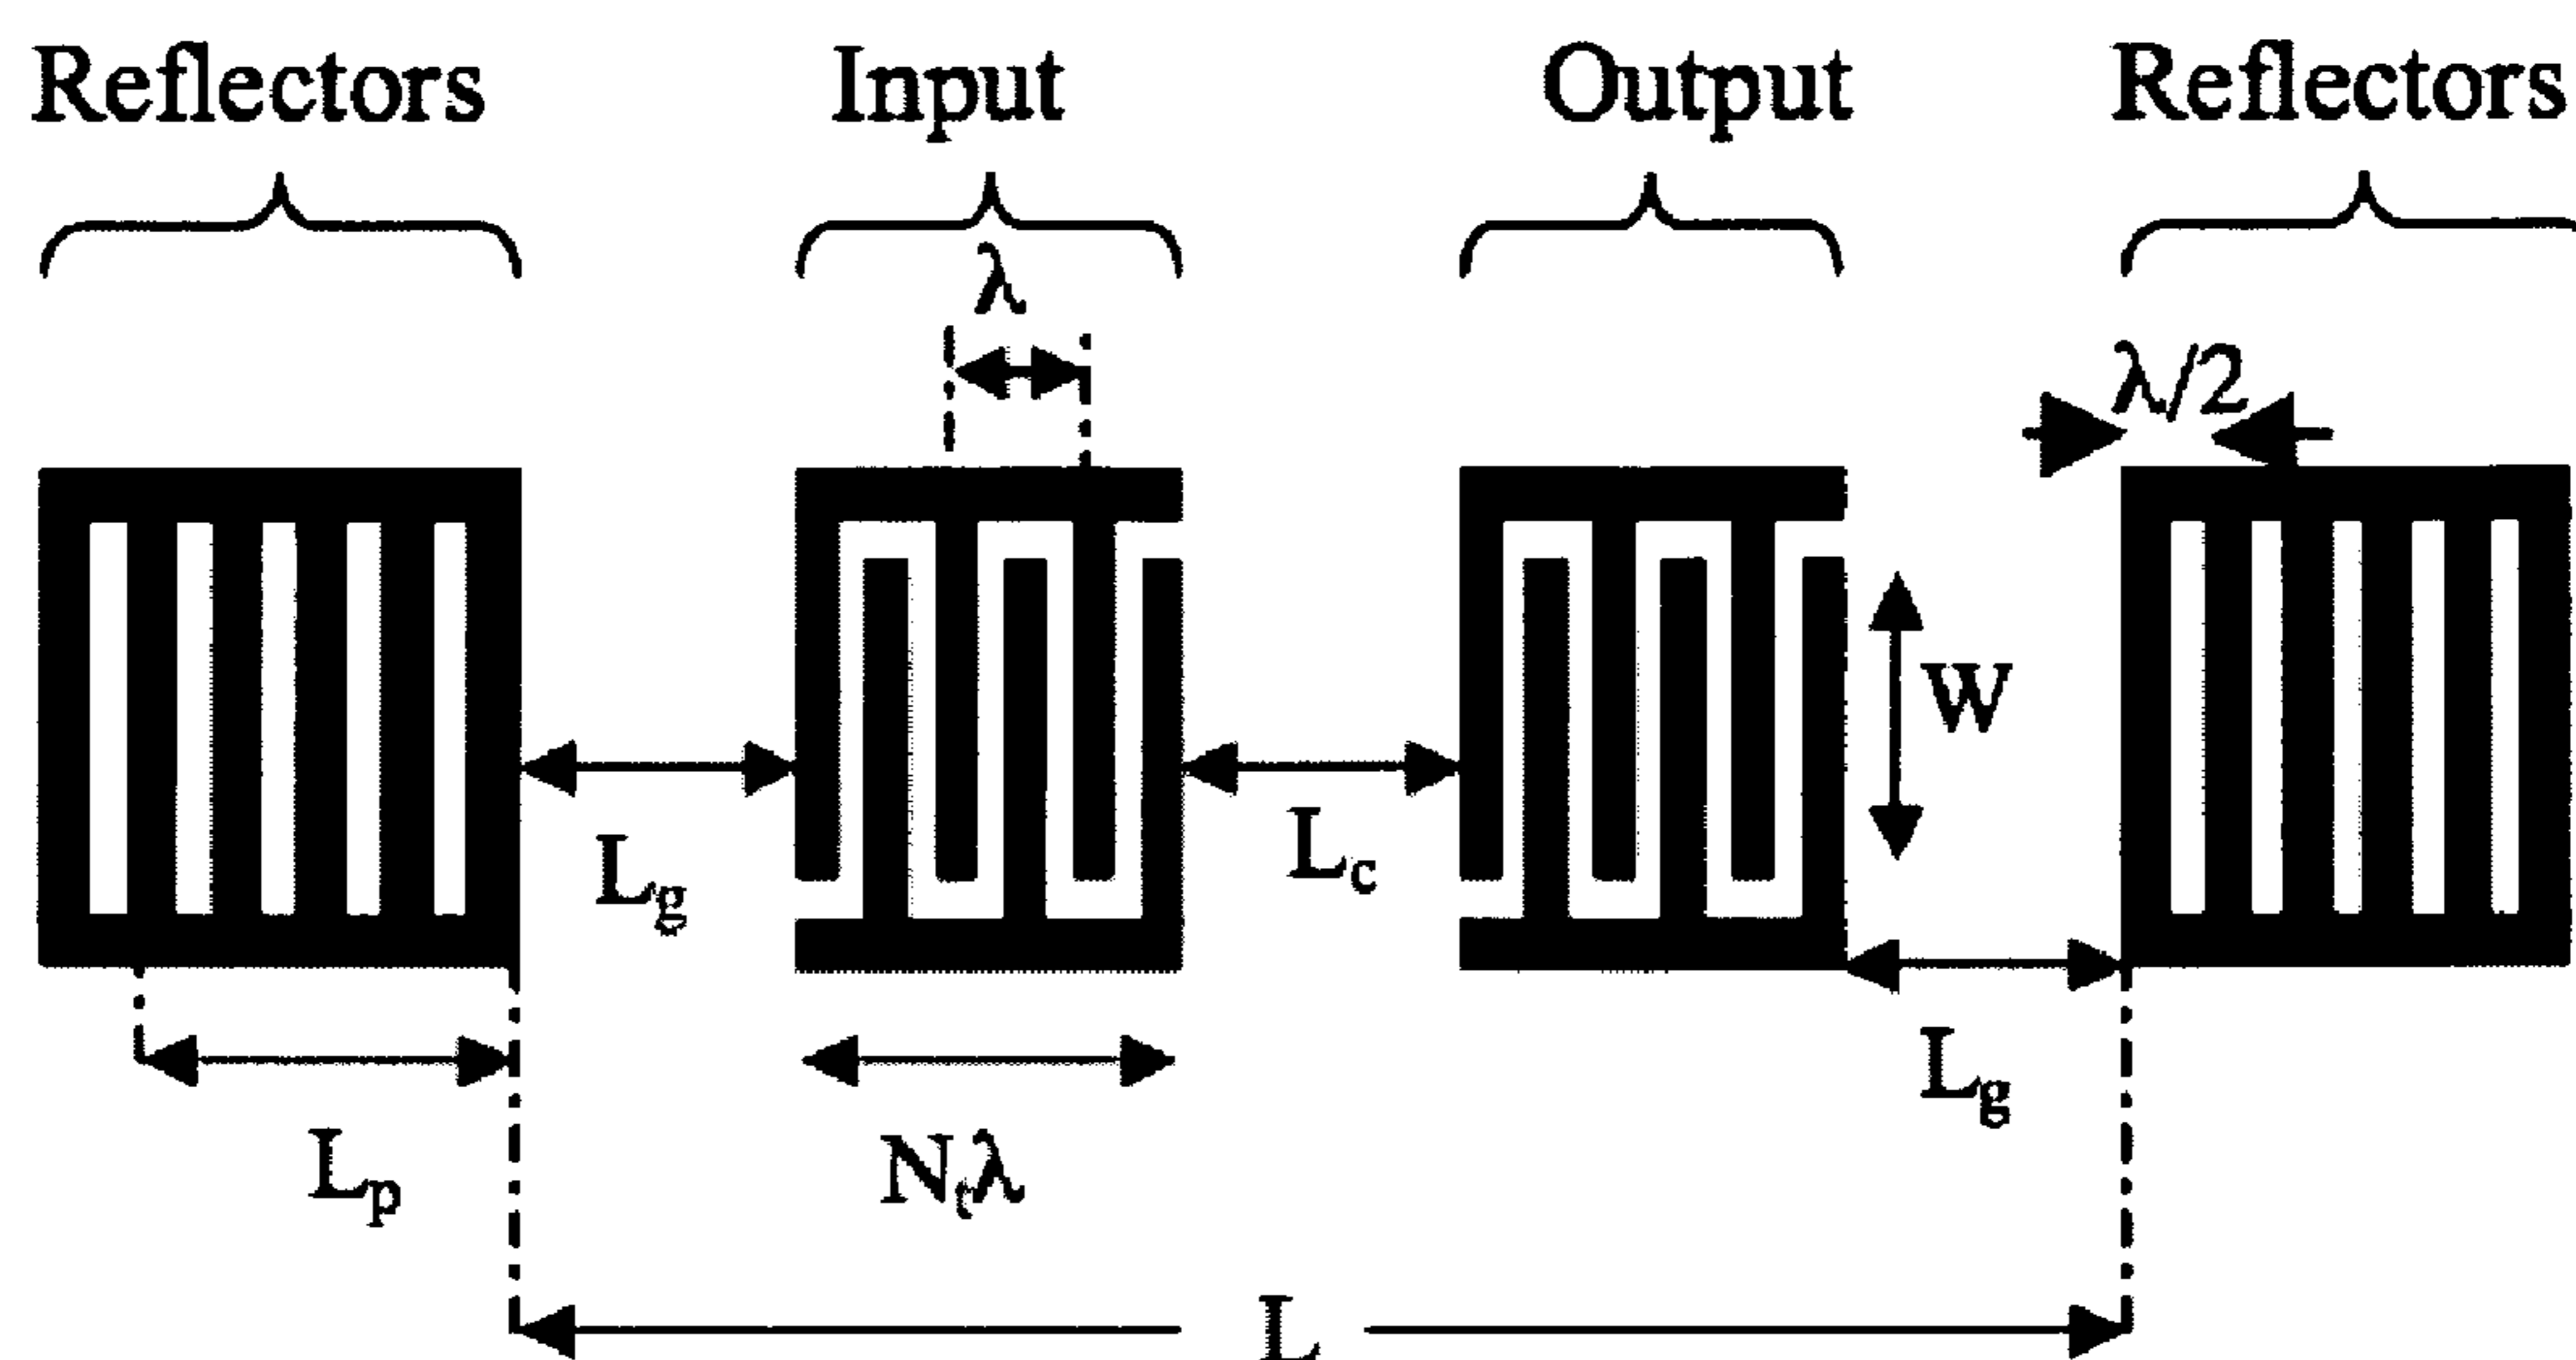 Reflectors Input Output Reflectors
λ
λ/2
W
L_g L_c
L_g
L_p N_tλ
L